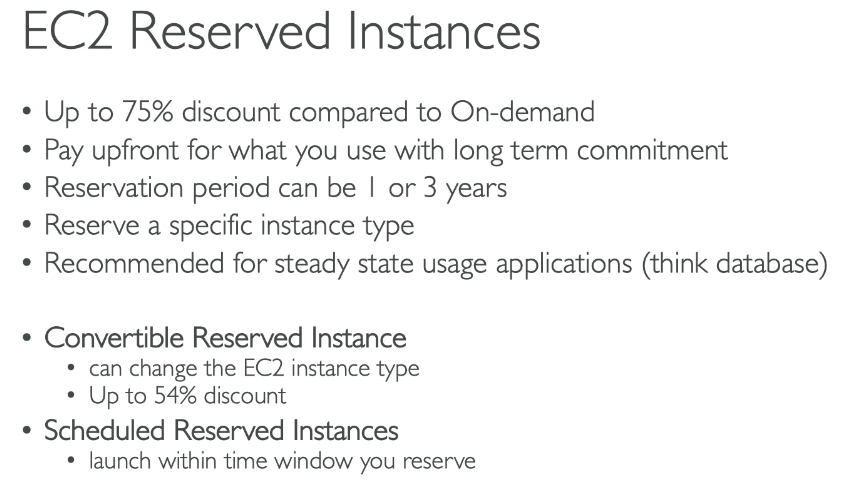 EC2 Reserved Instances
• Up to 75% discount compared to On-demand
• Pay upfront for what you use with long term commitment
• Reservation period can be 1 or 3 years
• Reserve a specific instance type
• Recommended for steady state usage applications (think database)
• Convertible Reserved Instance
• can change the EC2 instance type
• Up to 54% discount
• Scheduled Reserved Instances
• launch within time window you reserve